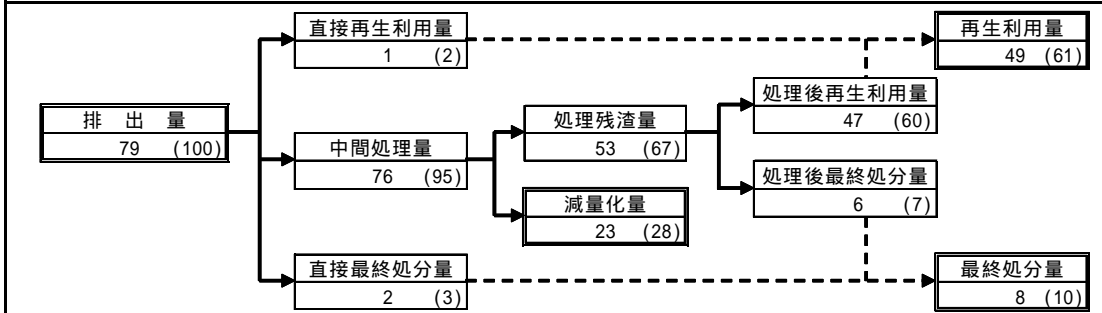 直接再生利用量
1 (2)
再生利用量
49 (61)
排 出 量
79 (100)
中間処理量
76 (95)
処理残渣量
53 (67)
処理後再生利用量
47 (60)
処理後最終処分量
6 (7)
減量化量
23 (28)
直接最終処分量
2 (3)
最終処分量
8 (10)